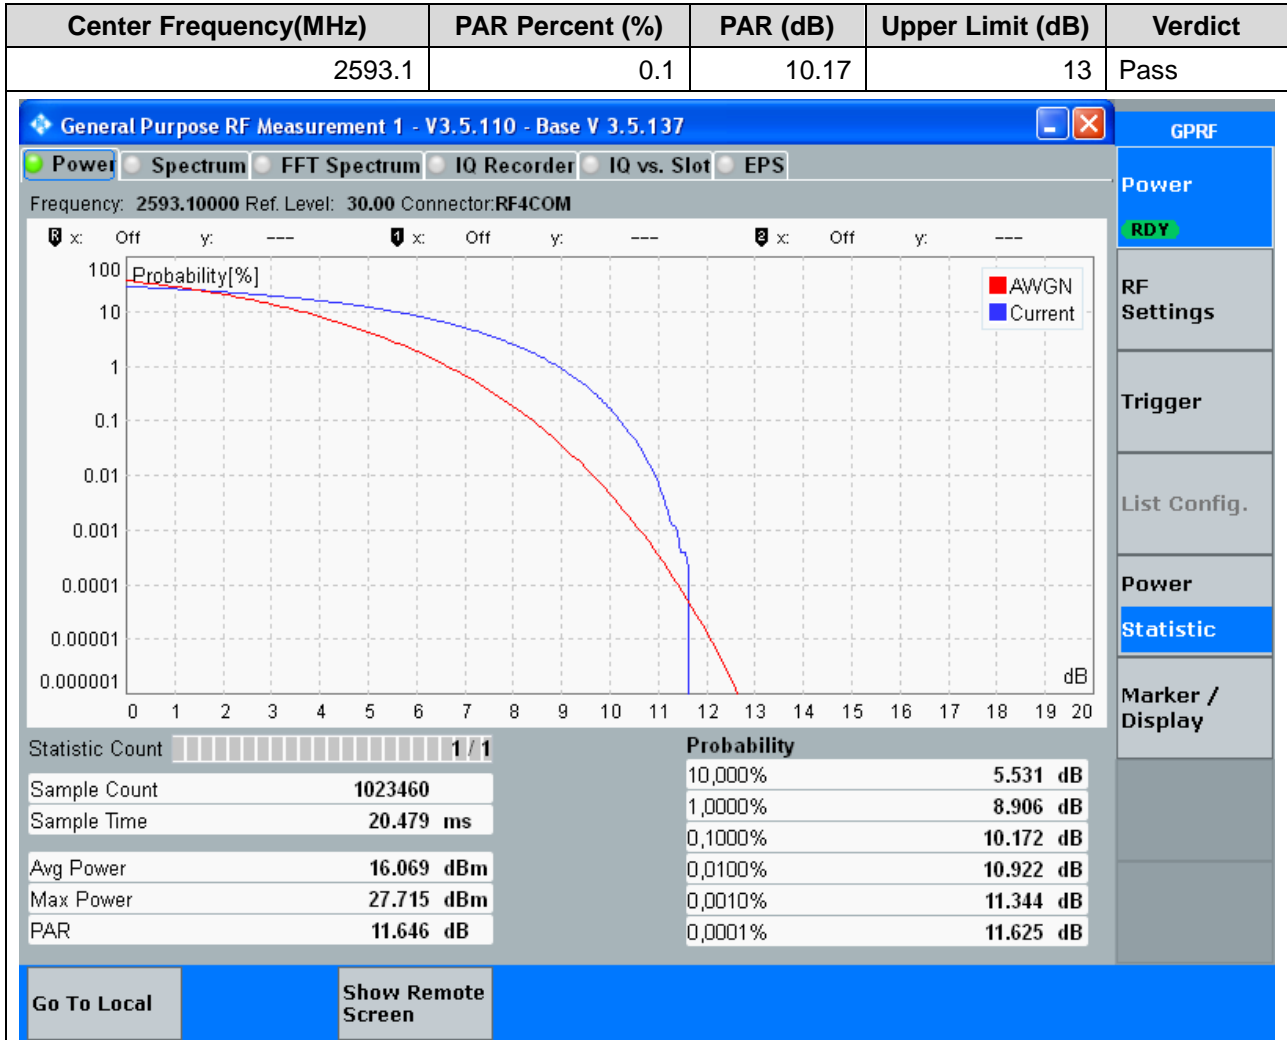 Center Frequency(MHz) PAR Percent (%) PAR (dB) Upper Limit (dB) Verdict
2593.1 0.1 10.17 13 Pass
General Purpose RF Measurement 1 - V3.5.110 - Base V 3.5.137
GPRF
Power Spectrum FFT Spectrum IQ Recorder IQ vs. Slot EPS
Power
RDY
Frequency: 2593.10000 Ref. Level: 30.00 Connector:RF4COM
R x: Off y: --- 1 x: Off y: --- 2 x: Off y: ---
100 Probability[%]
AWGN
Current
10
1
0.1
0.01
0.001
0.0001
0.00001
0.000001
dB
0 1 2 3 4 5 6 7 8 9 10 11 12 13 14 15 16 17 18 19 20
RF
Settings
Trigger
List Config.
Power
Statistic
Marker /
Display
Statistic Count 1 / 1
Sample Count 1023460
Sample Time 20.479 ms
Avg Power 16.069 dBm
Max Power 27.715 dBm
PAR 11.646 dB
Probability
10,000% 5.531 dB
1,0000% 8.906 dB
0,1000% 10.172 dB
0,0100% 10.922 dB
0,0010% 11.344 dB
0,0001% 11.625 dB
Go To Local
Show Remote
Screen